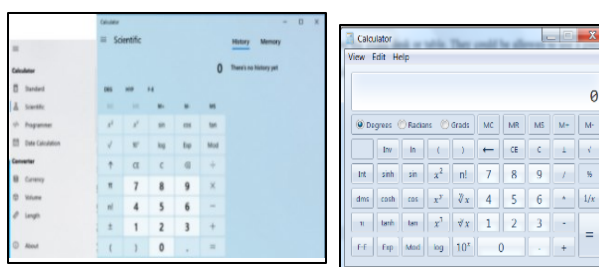 Calculator
Scientific
History Memory
Calculator
0
There's no history yet
Standard
DEG HYP F-E
Scientific
MC MR M+ M- MS
Programmer
sin cos tan
Date Calculation
log Exp Mod
Converter
CE C
Currency
7 8 9 ×
Volume
n! 4 5 6 −
Length
± 1 2 3 +
About
( ) 0 . =
Calculator
View Edit Help
0
Degrees Radians Grads MC MR MS M+ M-
Inv ln ( ) ← CE C ± √
Int sinh sin x² n! 7 8 9 / %
dms cosh cos xʸ ʸ√x 4 5 6 * 1/x
π tanh tan x³ ³√x 1 2 3 - =
F-E Exp Mod log 10ˣ 0 . +